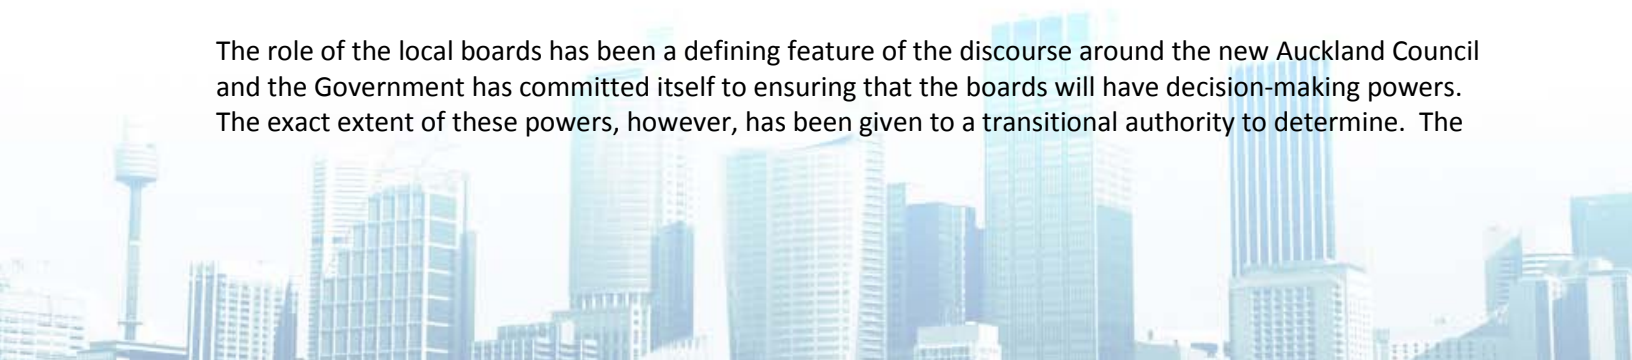 The role of the local boards has been a defining feature of the discourse around the new Auckland Council
and the Government has committed itself to ensuring that the boards will have decision-making powers.
The exact extent of these powers, however, has been given to a transitional authority to determine.  The